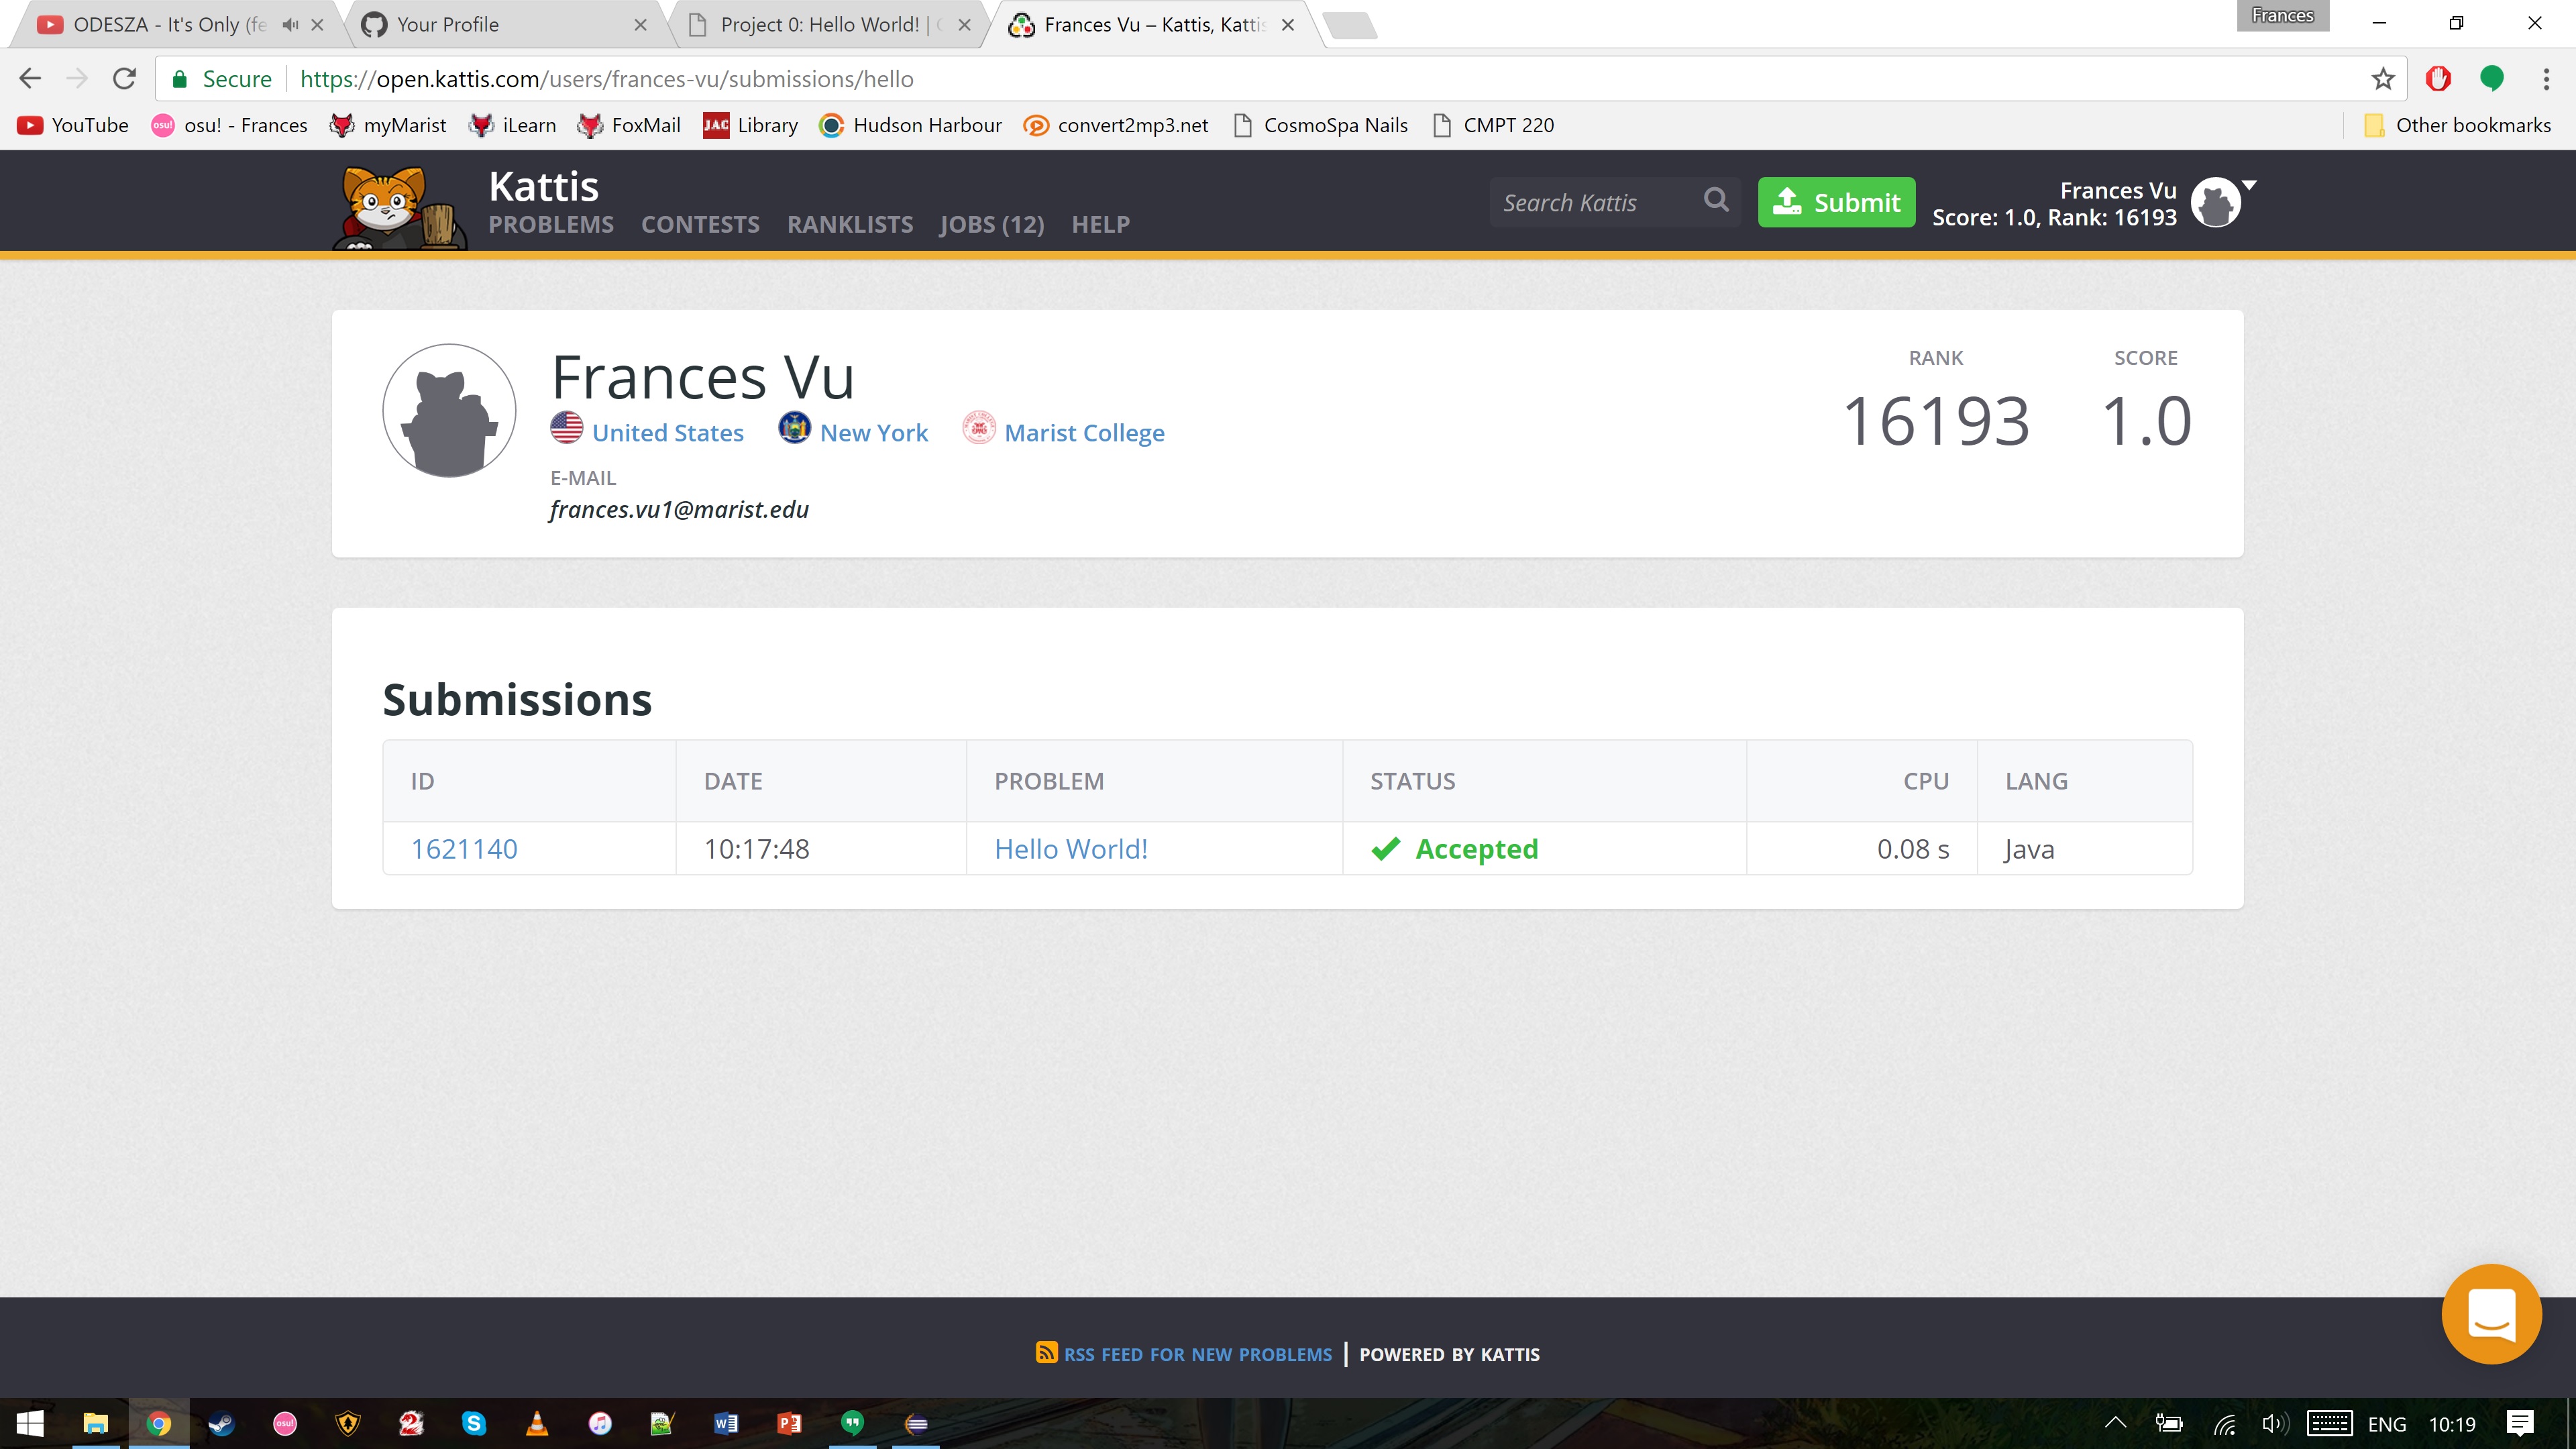 ODESZA - It's Only (fe
Your Profile
Project 0: Hello World! |
Frances Vu – Kattis, Kattis
Frances
Secure
https://open.kattis.com/users/frances-vu/submissions/hello
YouTube
osu! - Frances
myMarist
iLearn
FoxMail
JAC Library
Hudson Harbour
convert2mp3.net
CosmoSpa Nails
CMPT 220
Other bookmarks
Kattis
PROBLEMS CONTESTS RANKLISTS JOBS (12) HELP
Search Kattis
Submit
Frances Vu
Score: 1.0, Rank: 16193
Frances Vu
United States New York Marist College
E-MAIL
frances.vu1@marist.edu
RANK SCORE
16193 1.0
Submissions
ID DATE PROBLEM STATUS CPU LANG
1621140 10:17:48 Hello World! Accepted 0.08 s Java
RSS FEED FOR NEW PROBLEMS | POWERED BY KATTIS
osu!
ENG 10:19